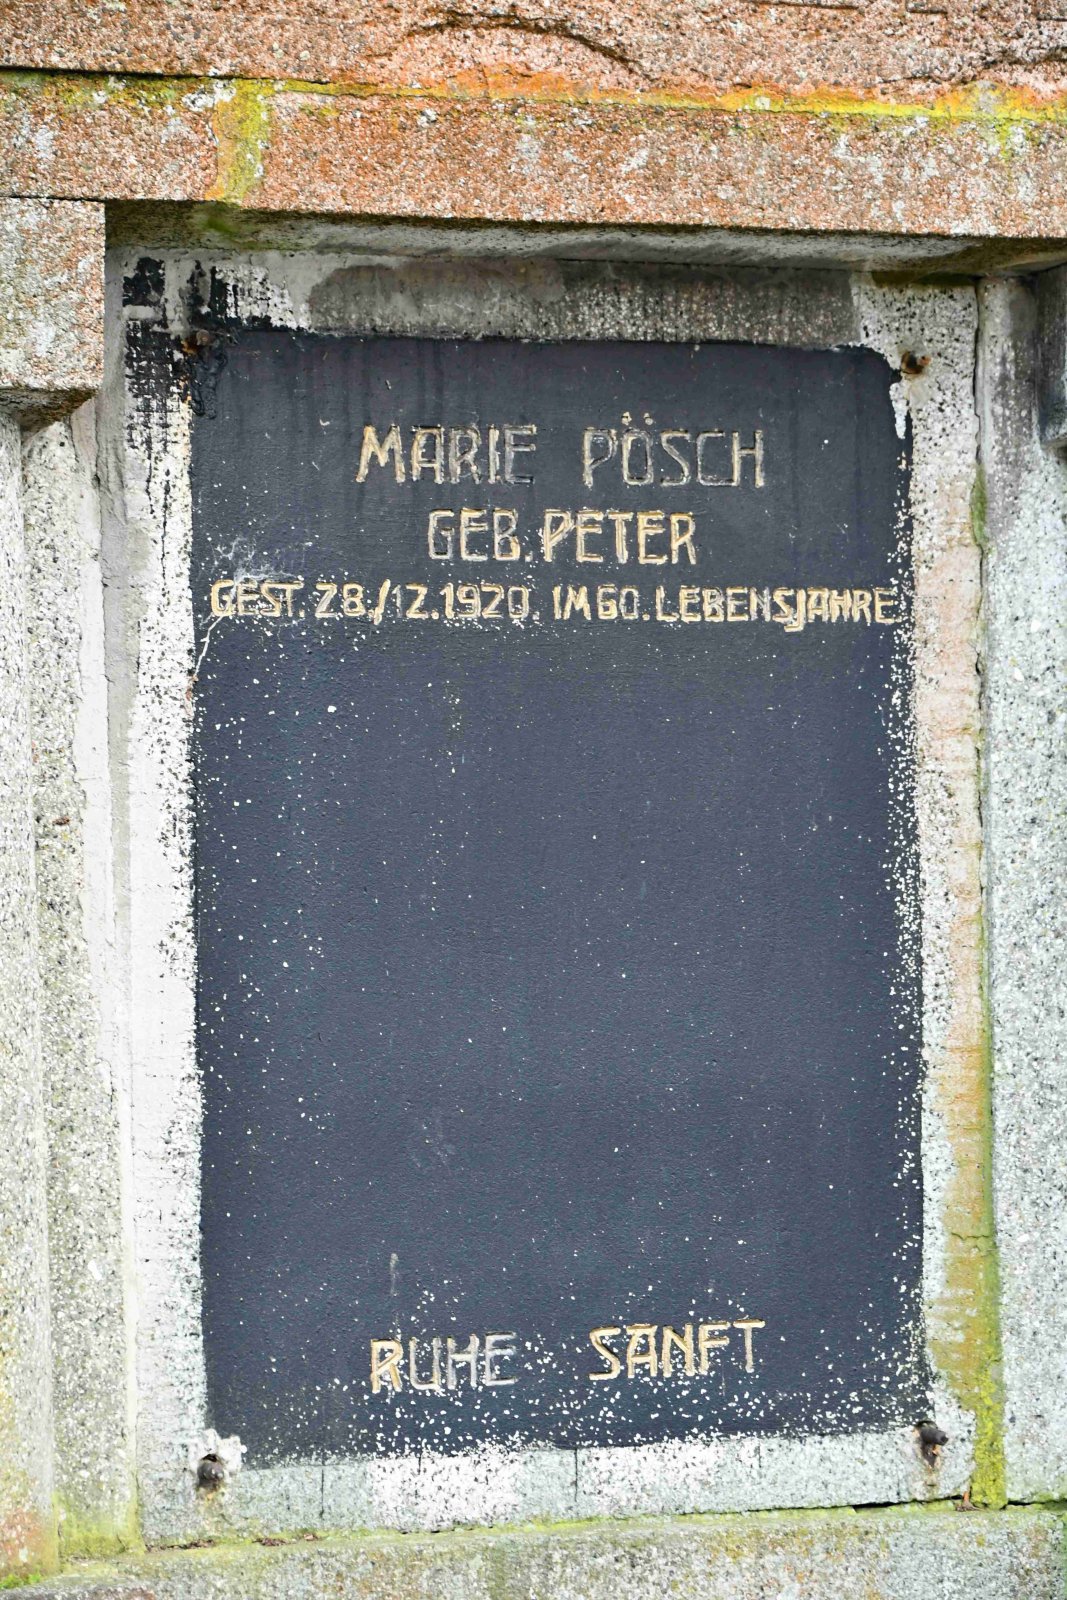 MARIE PÖSCH
GEB. PETER
GEST. 28./12.1920. IM 60. LEBENSJAHRE
RUHE SANFT